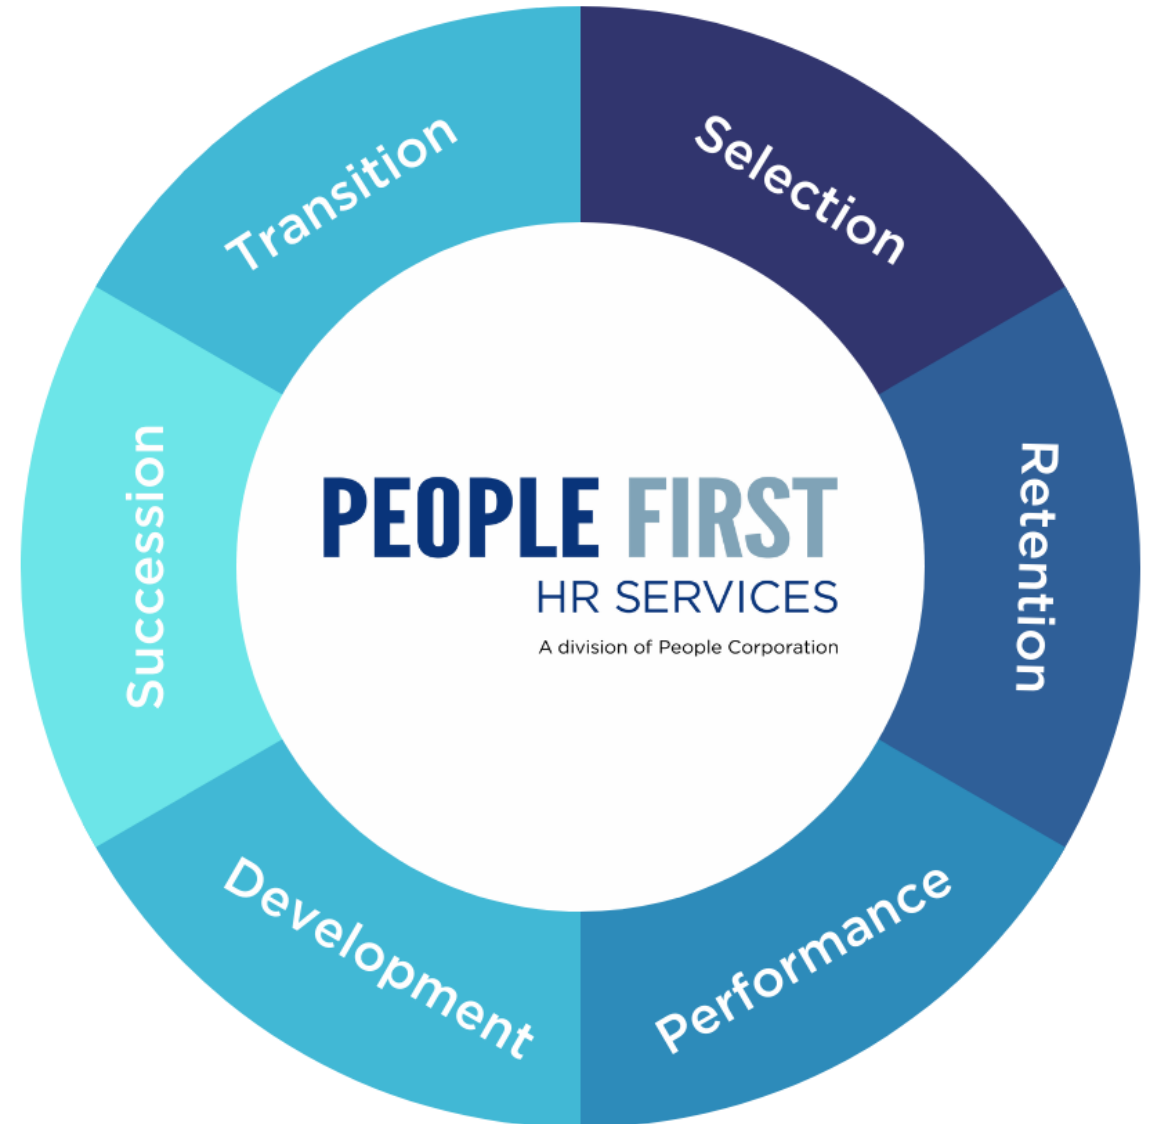 Transition
Selection
Succession
PEOPLE FIRST
HR SERVICES
A division of People Corporation
Retention
Development
Performance